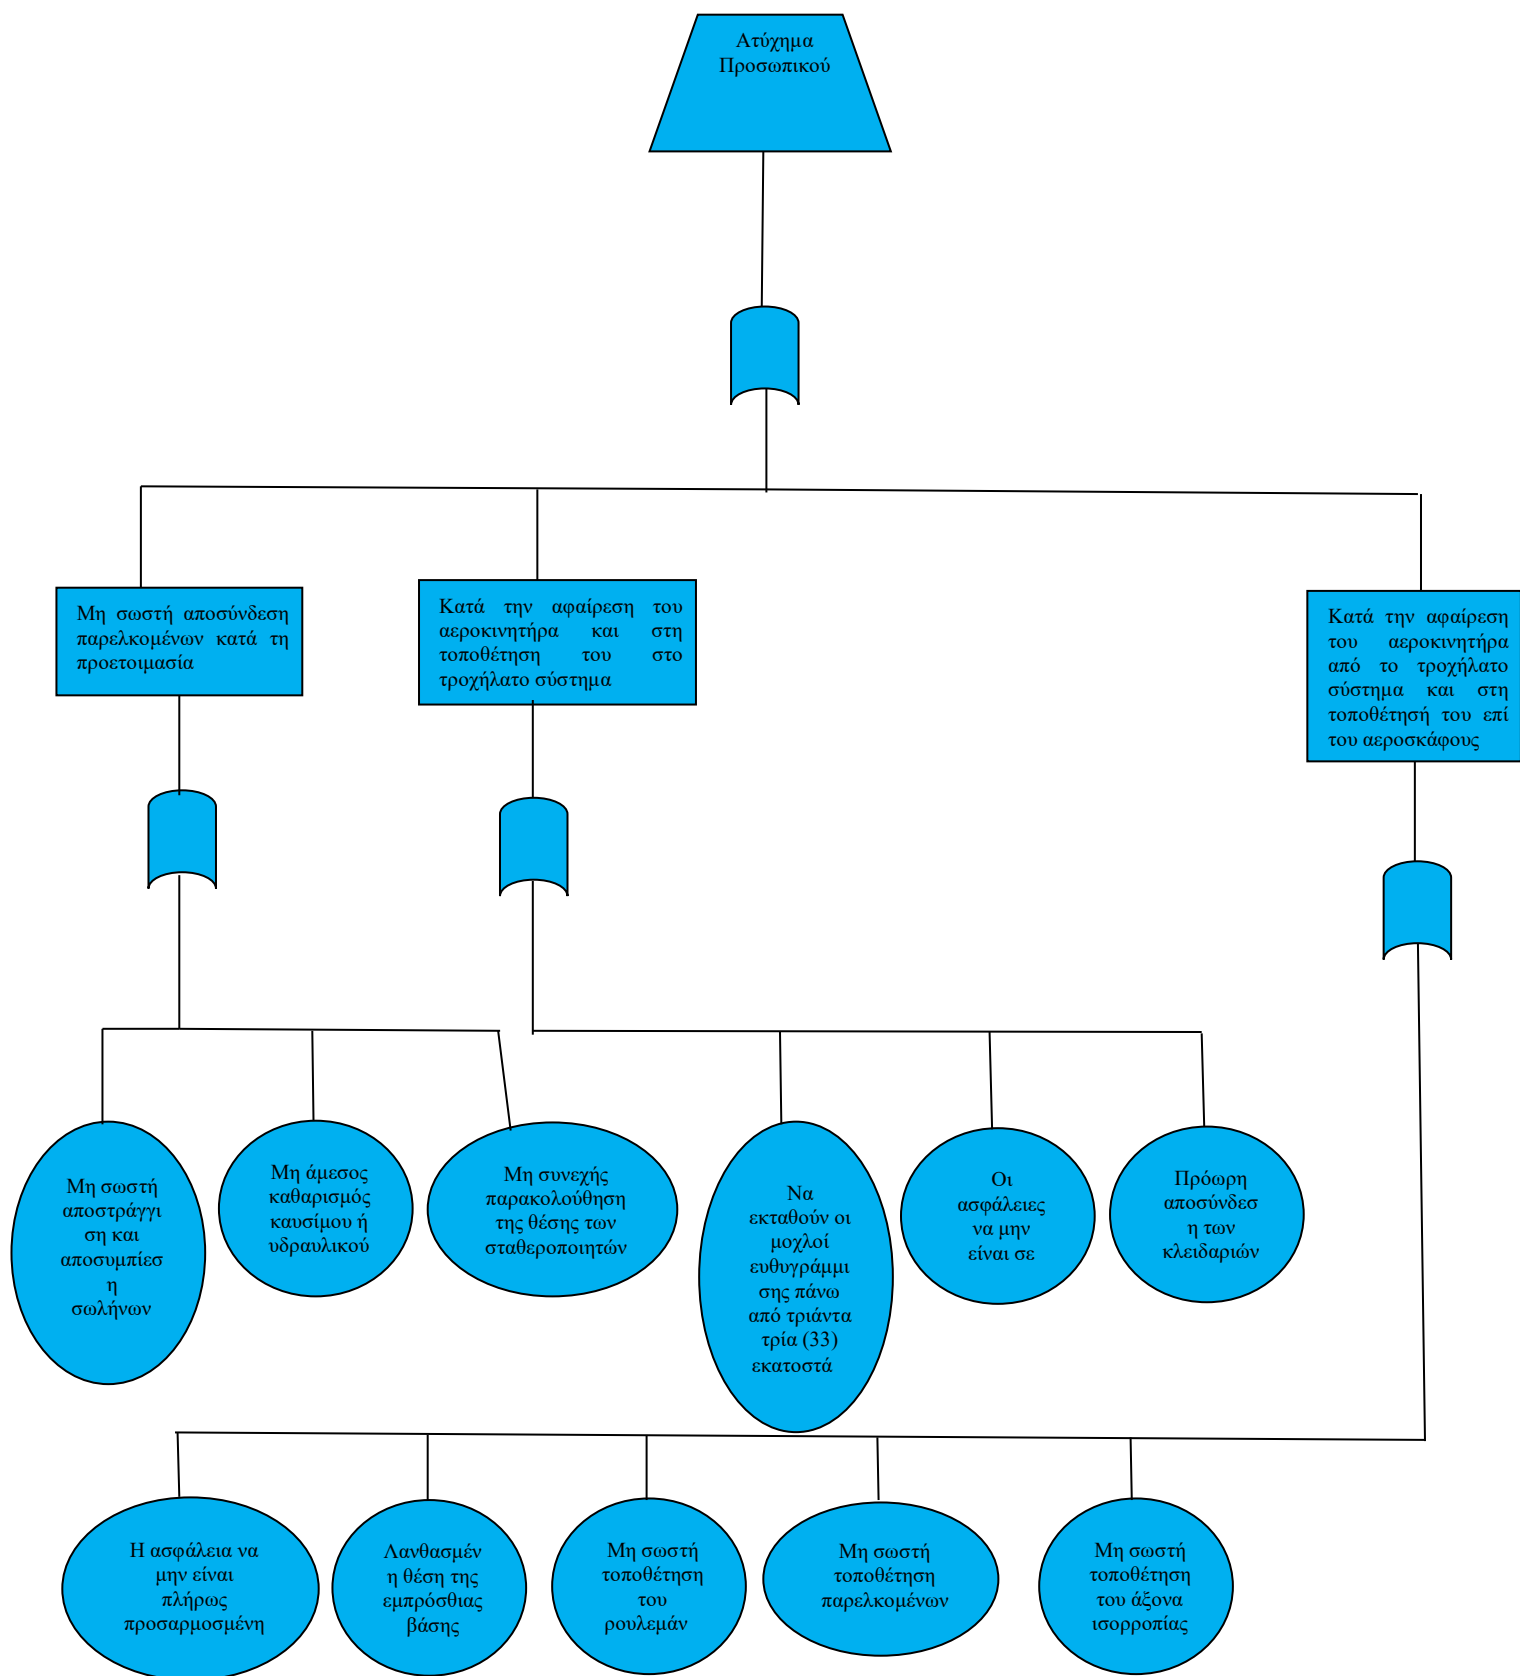 Ατύχημα
Προσωπικού
Μη σωστή αποσύνδεση
παρελκομένων κατά τη
προετοιμασία
Κατά την αφαίρεση του
αεροκινητήρα και στη
τοποθέτηση του στο
τροχήλατο σύστημα
Κατά την αφαίρεση
του αεροκινητήρα
από το τροχήλατο
σύστημα και στη
τοποθέτησή του επί
του αεροσκάφους
Μη σωστή
αποστράγγι
ση και
αποσυμπίεσ
η
σωλήνων
Μη άμεσος
καθαρισμός
καυσίμου ή
υδραυλικού
Μη συνεχής
παρακολούθηση
της θέσης των
σταθεροποιητών
Να
εκταθούν οι
μοχλοί
ευθυγράμμι
σης πάνω
από τριάντα
τρία (33)
εκατοστά
Οι
ασφάλειες
να μην
είναι σε
Πρόωρη
αποσύνδεσ
η των
κλειδαριών
Η ασφάλεια να
μην είναι
πλήρως
προσαρμοσμένη
Λανθασμέν
η θέση της
εμπρόσθιας
βάσης
Μη σωστή
τοποθέτηση
του
ρουλεμάν
Μη σωστή
τοποθέτηση
παρελκομένων
Μη σωστή
τοποθέτηση
του άξονα
ισορροπίας